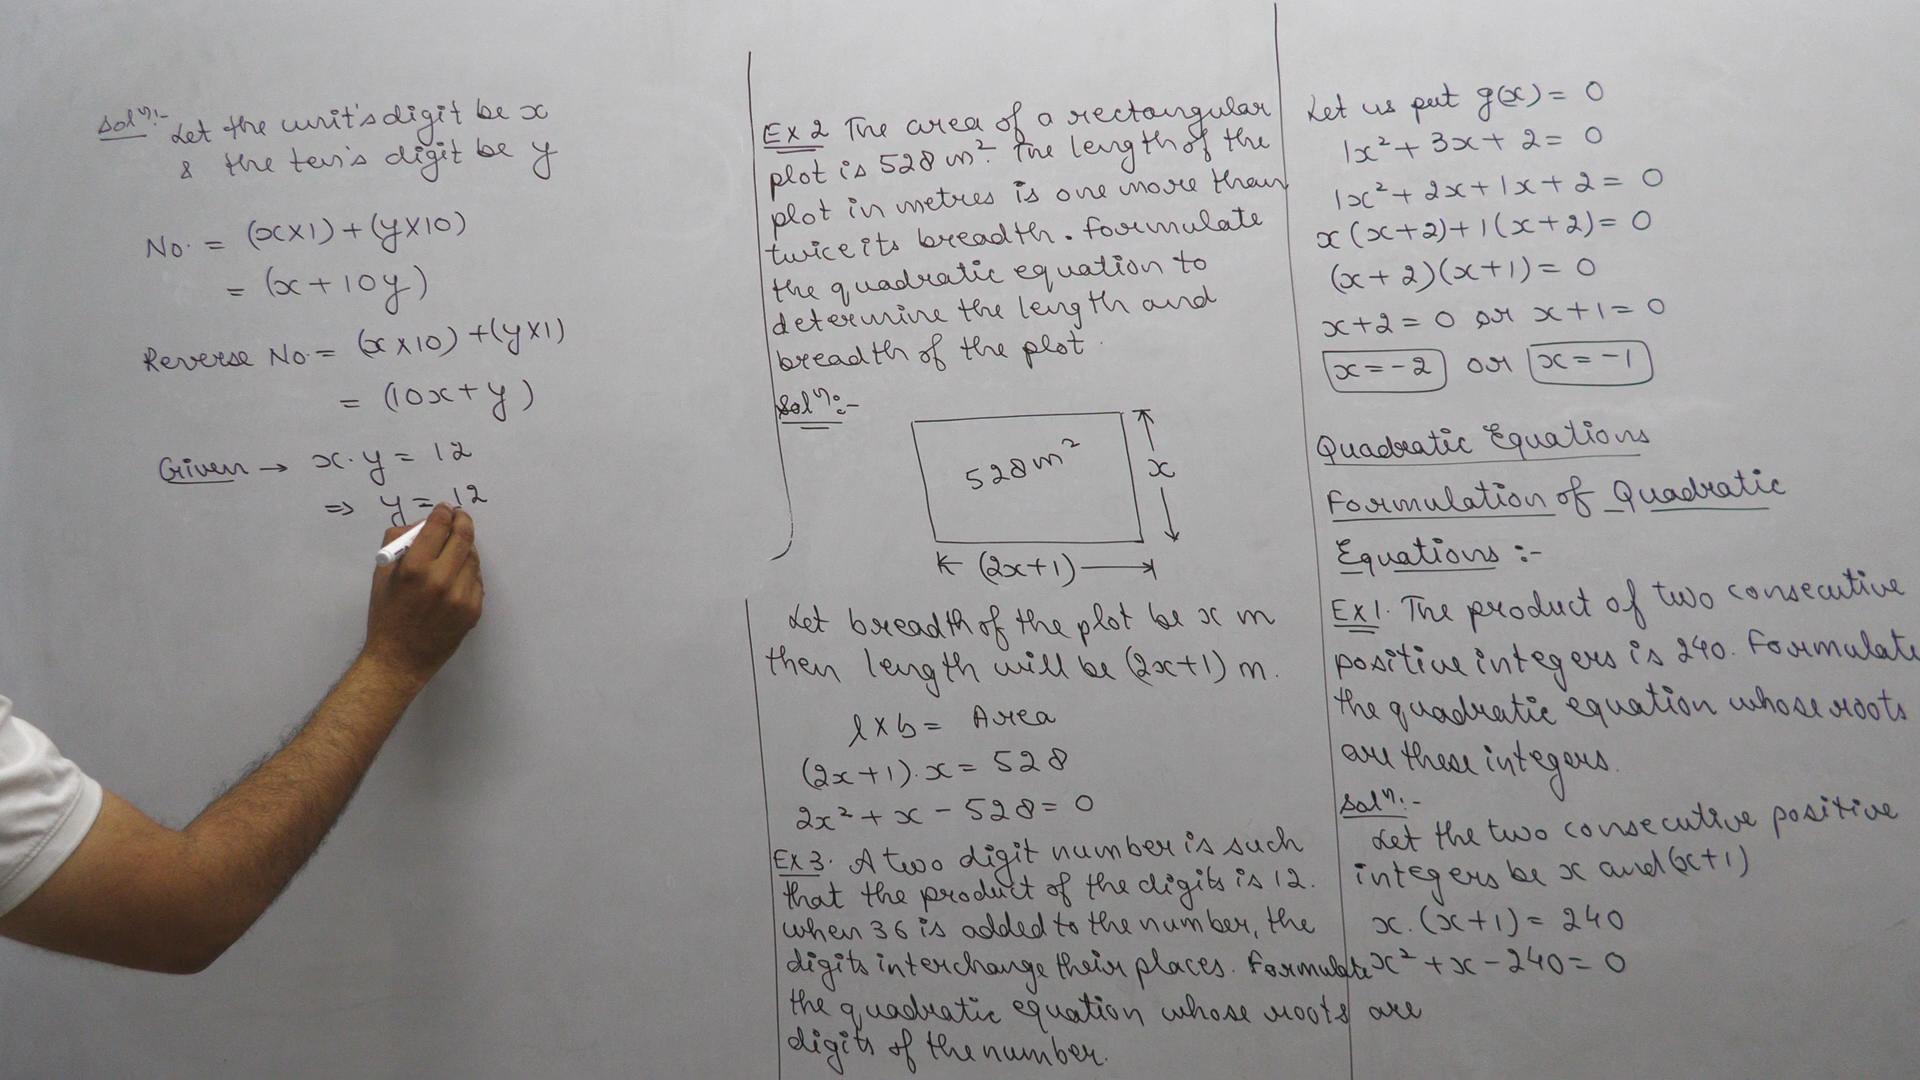 Solⁿ:- Let the unit's digit be x
& the ten's digit be y
No. = (x×1) + (y×10)
= (x + 10y)
Reverse No. = (x×10) + (y×1)
= (10x + y)
Given → x.y = 12
⇒ y = 12
Ex 2 The area of a rectangular
plot is 528 m². The length of the
plot in metres is one more than
twice its breadth. formulate
the quadratic equation to
determine the length and
breadth of the plot.
Solⁿ:-
528 m²
x
(2x+1)
Let breadth of the plot be x m
then length will be (2x+1) m.
l × b = Area
(2x+1).x = 528
2x² + x - 528 = 0
Ex 3. A two digit number is such
that the product of the digits is 12.
when 36 is added to the number, the
digits interchange their places. Formulate
the quadratic equation whose roots are
digits of the number.
Let us put g(x) = 0
1x² + 3x + 2 = 0
1x² + 2x + 1x + 2 = 0
x(x+2) + 1(x+2) = 0
(x+2)(x+1) = 0
x+2 = 0 or x+1 = 0
x = -2 or x = -1
Quadratic Equations
Formulation of Quadratic
Equations :-
Ex 1. The product of two consecutive
positive integers is 240. Formulate
the quadratic equation whose roots
are these integers.
Solⁿ:-
Let the two consecutive positive
integers be x and (x+1)
x.(x+1) = 240
x² + x - 240 = 0